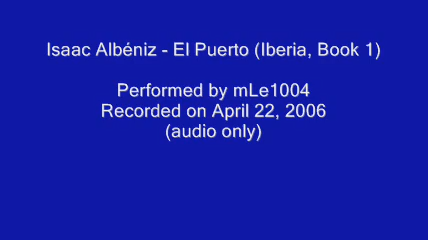 Isaac Albéniz - El Puerto (Iberia, Book 1)
Performed by mLe1004
Recorded on April 22, 2006
(audio only)